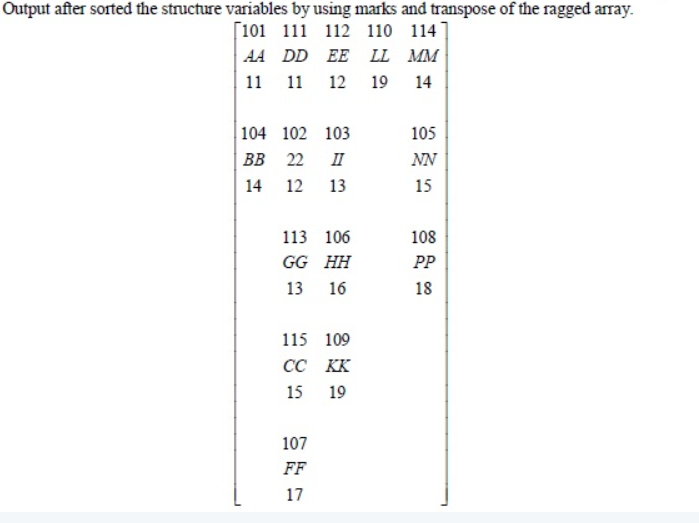 Output after sorted the structure variables by using marks and transpose of the ragged array.
101 111 112 110 114
AA DD EE LL MM
11 11 12 19 14
104 102 103 105
BB 22 II NN
14 12 13 15
113 106 108
GG HH PP
13 16 18
115 109
CC KK
15 19
107
FF
17